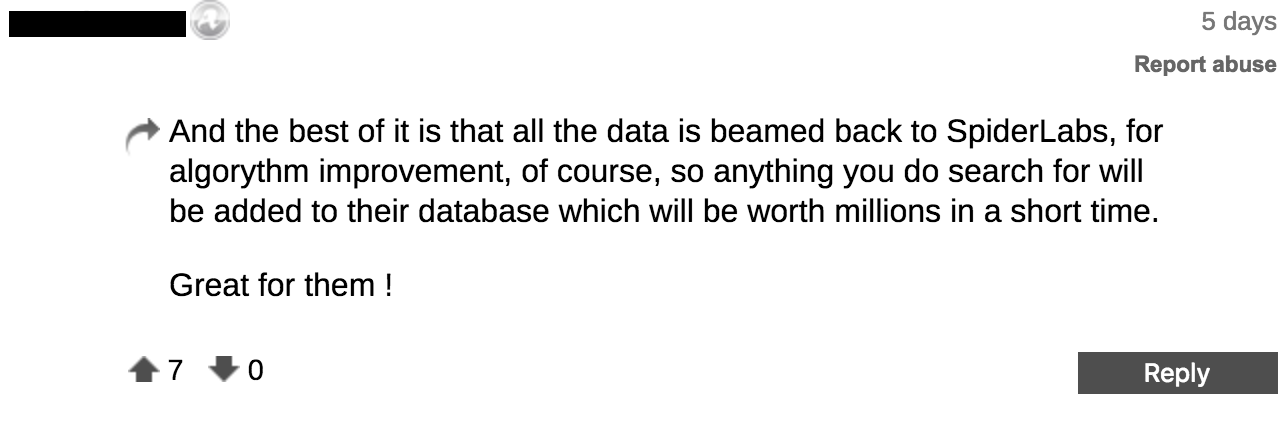 5 days
Report abuse
And the best of it is that all the data is beamed back to SpiderLabs, for
algorythm improvement, of course, so anything you do search for will
be added to their database which will be worth millions in a short time.
Great for them !
7 0
Reply